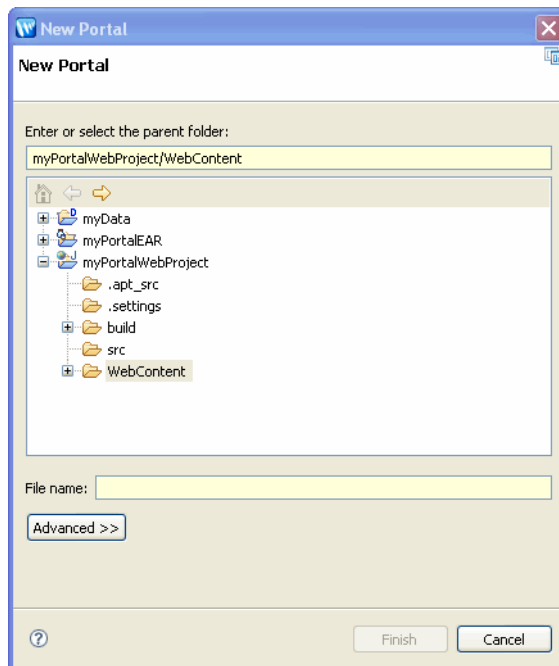 New Portal
New Portal
Enter or select the parent folder:
myPortalWebProject/WebContent
myData
myPortalEAR
myPortalWebProject
.apt_src
.settings
build
src
WebContent
File name:
Advanced >>
Finish Cancel